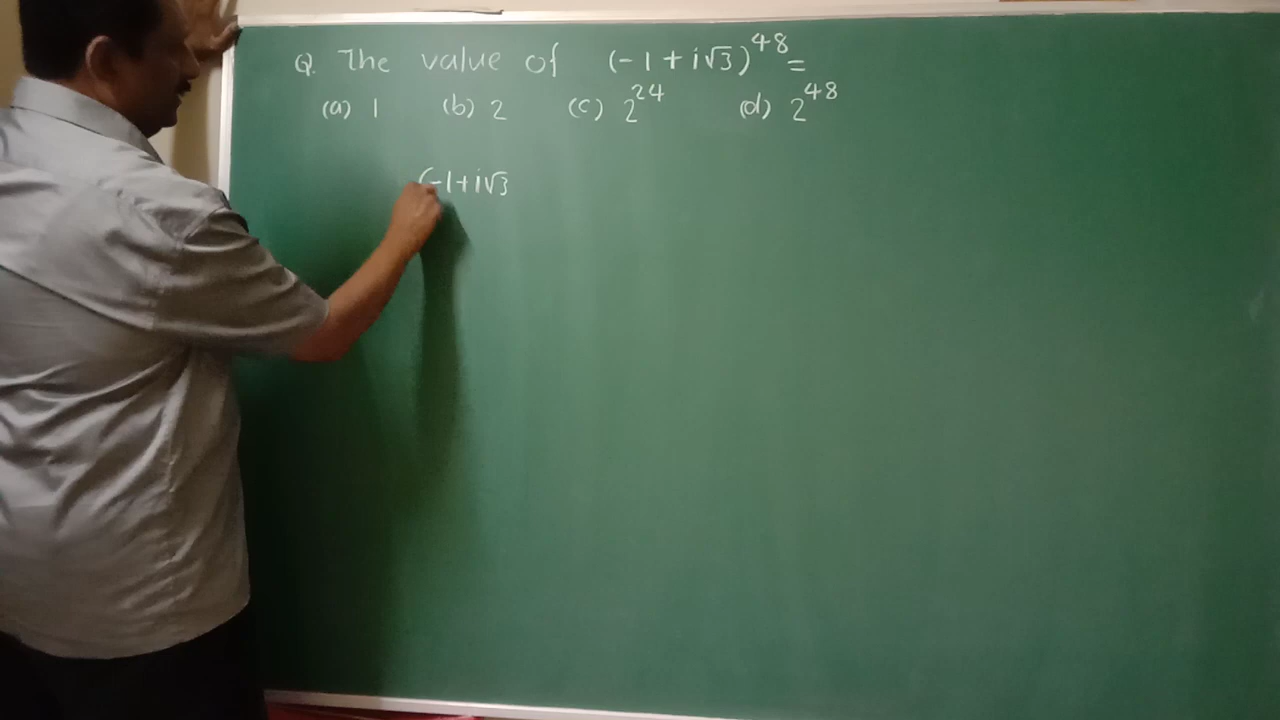 Q. The value of (-1+i√3)^48 =
(a) 1 (b) 2 (c) 2^24 (d) 2^48
(-1+i√3